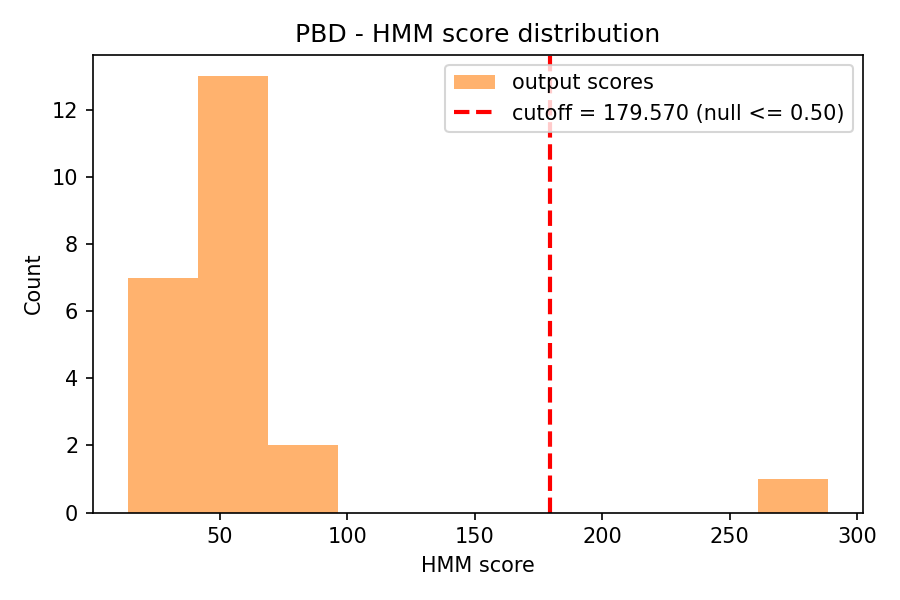 PBD - HMM score distribution
output scores
cutoff = 179.570 (null <= 0.50)
Count
12
10
8
6
4
2
0
50 100 150 200 250 300
HMM score